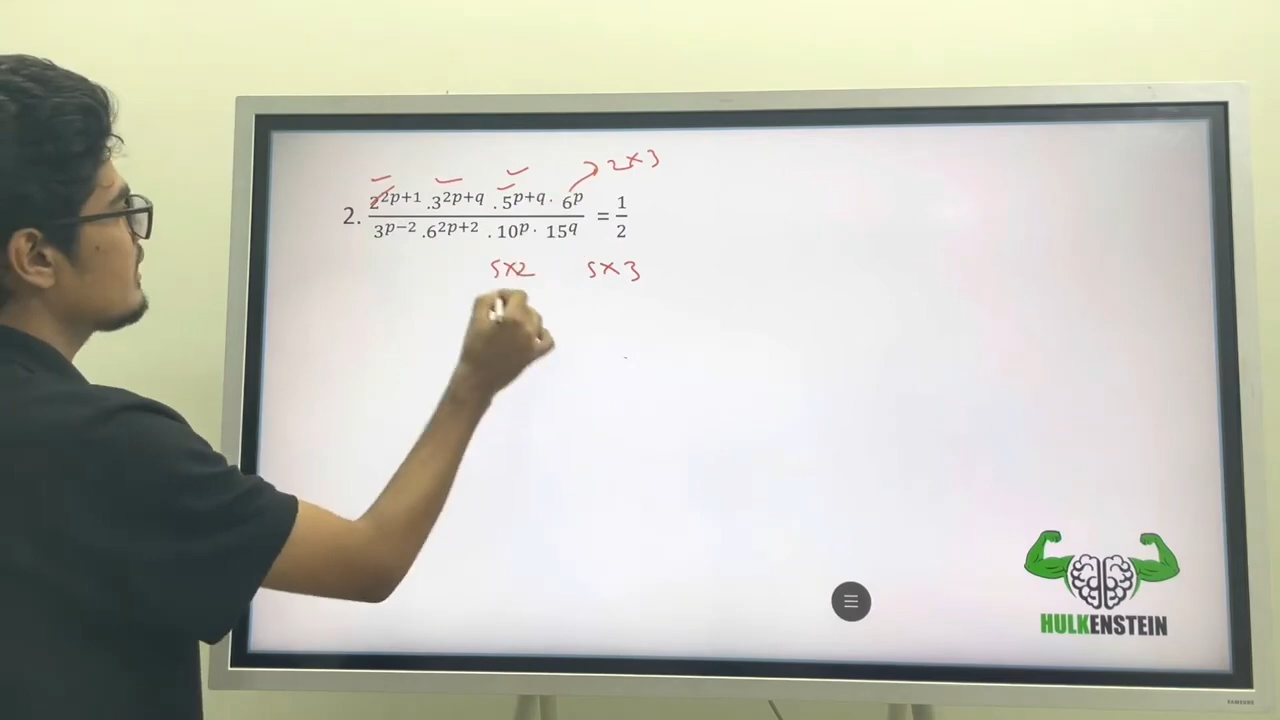 2×3
2. 2^{2p+1} .3^{2p+q} . 5^{p+q} · 6^p / 3^{p−2} .6^{2p+2} . 10^p · 15^q = 1/2
5×2 5×3
HULKENSTEIN
SAMSUNG